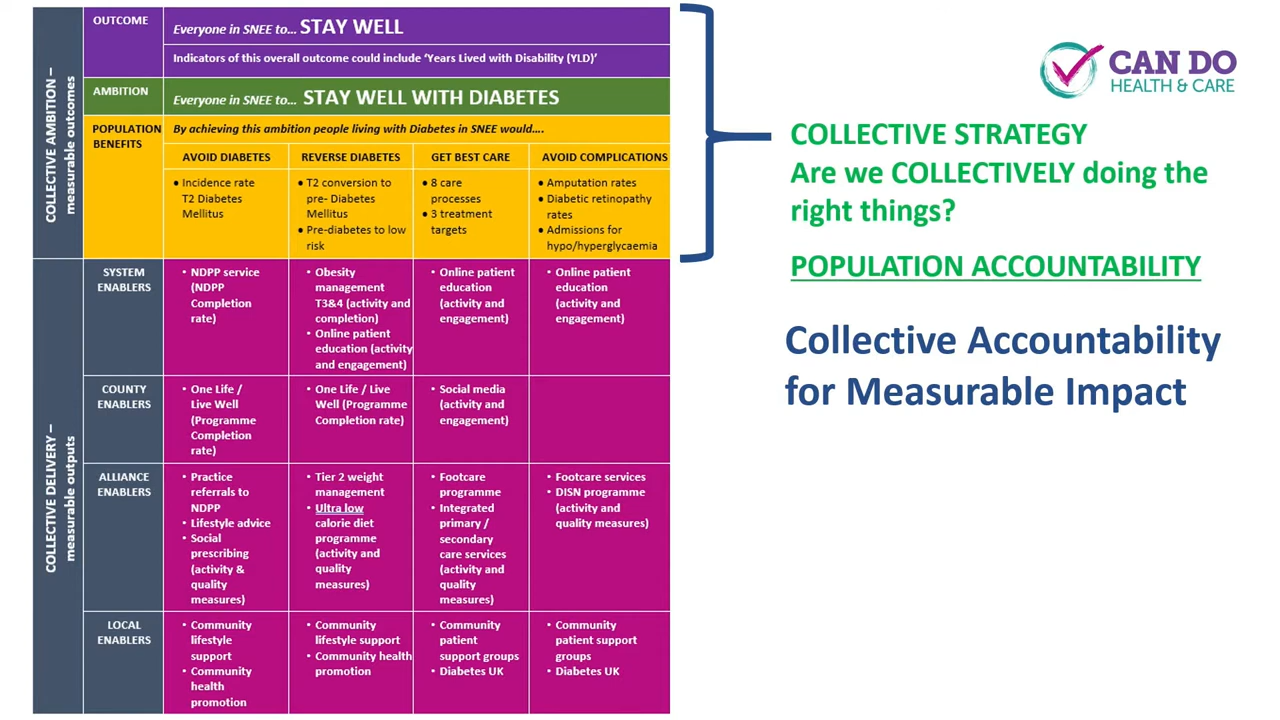 COLLECTIVE AMBITION –
measurable outcomes
OUTCOME
Everyone in SNEE to… STAY WELL
Indicators of this overall outcome could include ‘Years Lived with Disability (YLD)’
AMBITION
Everyone in SNEE to… STAY WELL WITH DIABETES
POPULATION
BENEFITS
By achieving this ambition people living with Diabetes in SNEE would….
AVOID DIABETES
• Incidence rate
T2 Diabetes
Mellitus
REVERSE DIABETES
• T2 conversion to
pre- Diabetes
Mellitus
• Pre-diabetes to low
risk
GET BEST CARE
• 8 care
processes
• 3 treatment
targets
AVOID COMPLICATIONS
• Amputation rates
• Diabetic retinopathy
rates
• Admissions for
hypo/hyperglycaemia
COLLECTIVE DELIVERY –
measurable outputs
SYSTEM
ENABLERS
• NDPP service
(NDPP
Completion
rate)
• Obesity
management
T3&4 (activity and
completion)
• Online patient
education (activity
and engagement)
• Online patient
education
(activity and
engagement)
• Online patient
education
(activity and
engagement)
COUNTY
ENABLERS
• One Life /
Live Well
(Programme
Completion
rate)
• One Life / Live
Well (Programme
Completion rate)
• Social media
(activity and
engagement)
ALLIANCE
ENABLERS
• Practice
referrals to
NDPP
• Lifestyle advice
• Social
prescribing
(activity &
quality
measures)
• Tier 2 weight
management
• Ultra low
calorie diet
programme
(activity and
quality
measures)
• Footcare
programme
• Integrated
primary /
secondary
care services
(activity and
quality
measures)
• Footcare services
• DISN programme
(activity and
quality measures)
LOCAL
ENABLERS
• Community
lifestyle
support
• Community
health
promotion
• Community
lifestyle support
• Community health
promotion
• Community
patient
support groups
• Diabetes UK
• Community
patient support
groups
• Diabetes UK
CAN DO
HEALTH & CARE
COLLECTIVE STRATEGY
Are we COLLECTIVELY doing the
right things?
POPULATION ACCOUNTABILITY
Collective Accountability
for Measurable Impact